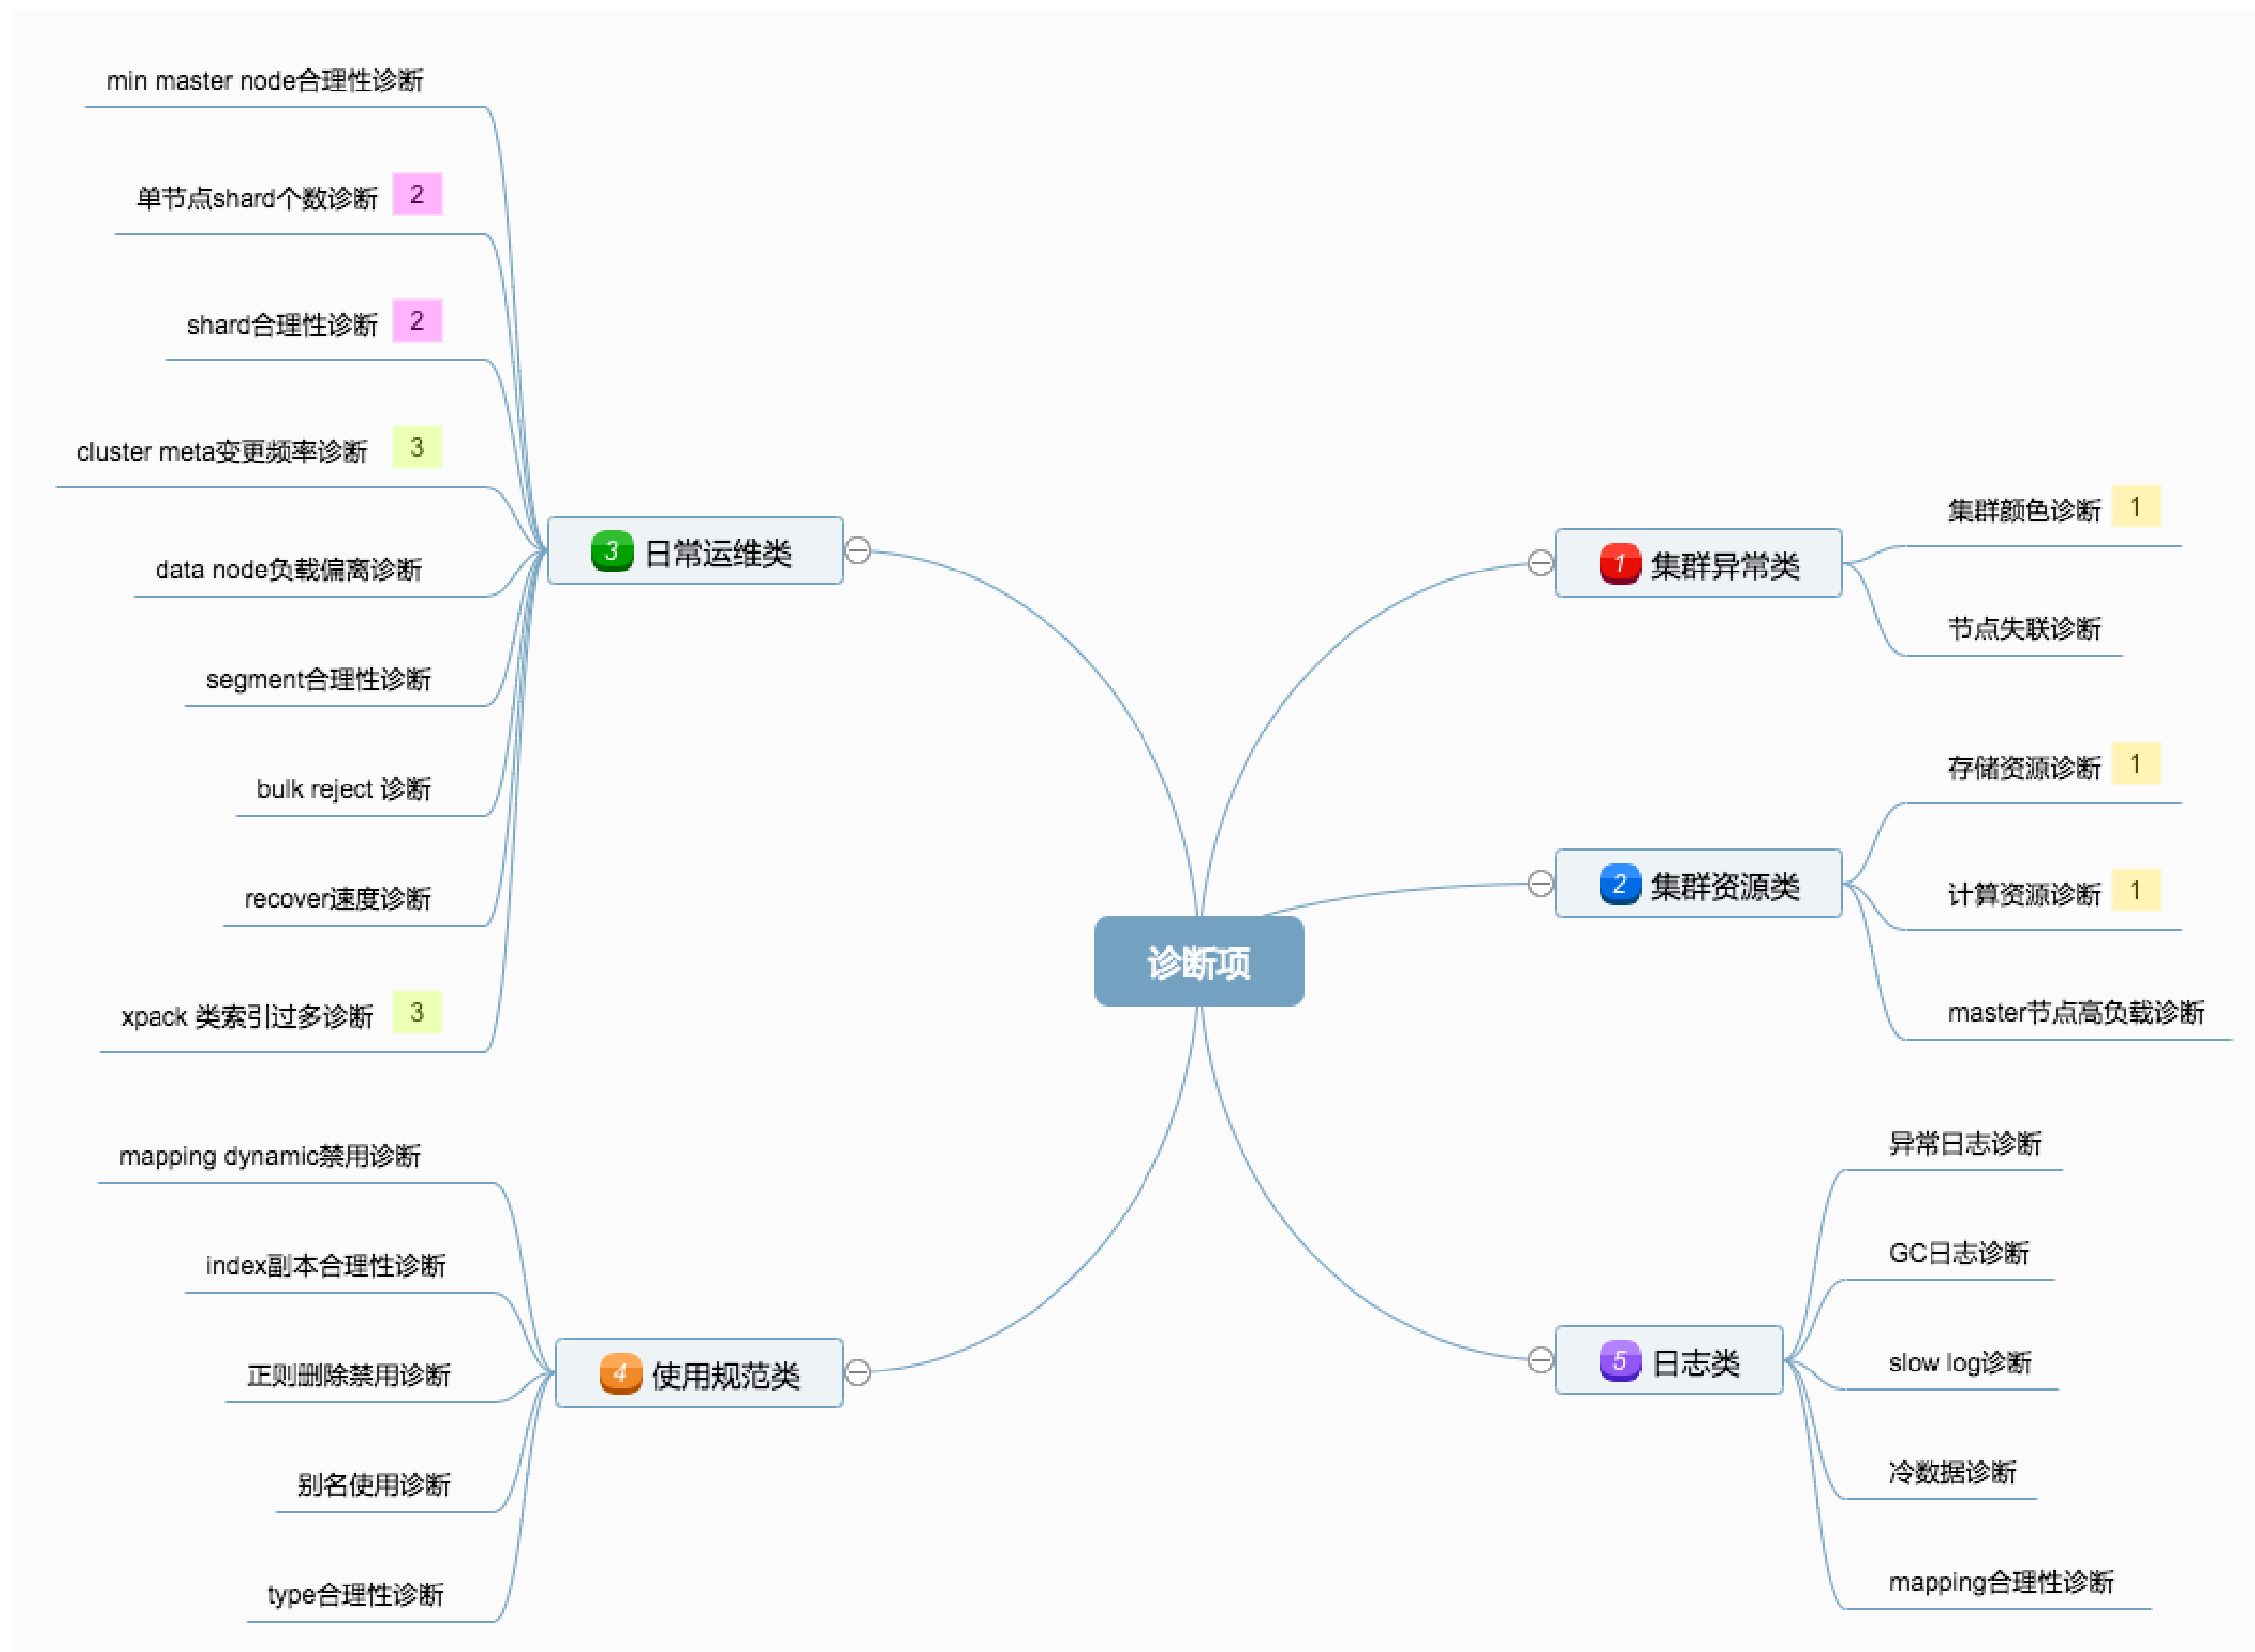 诊断项
1 集群异常类
集群颜色诊断 1
节点失联诊断
2 集群资源类
存储资源诊断 1
计算资源诊断 1
master节点高负载诊断
3 日常运维类
min master node合理性诊断
单节点shard个数诊断 2
shard合理性诊断 2
cluster meta变更频率诊断 3
data node负载偏离诊断
segment合理性诊断
bulk reject 诊断
recover速度诊断
xpack 类索引过多诊断 3
4 使用规范类
mapping dynamic禁用诊断
index副本合理性诊断
正则删除禁用诊断
别名使用诊断
type合理性诊断
5 日志类
异常日志诊断
GC日志诊断
slow log诊断
冷数据诊断
mapping合理性诊断